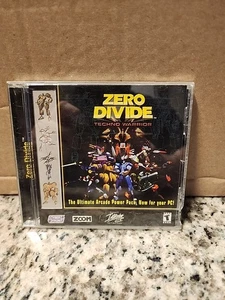 ZERO
DIVIDE
TECHNO WARRIOR
The Ultimate Arcade Power Pack, Now for your PC!
Zero Divide
ZOOM